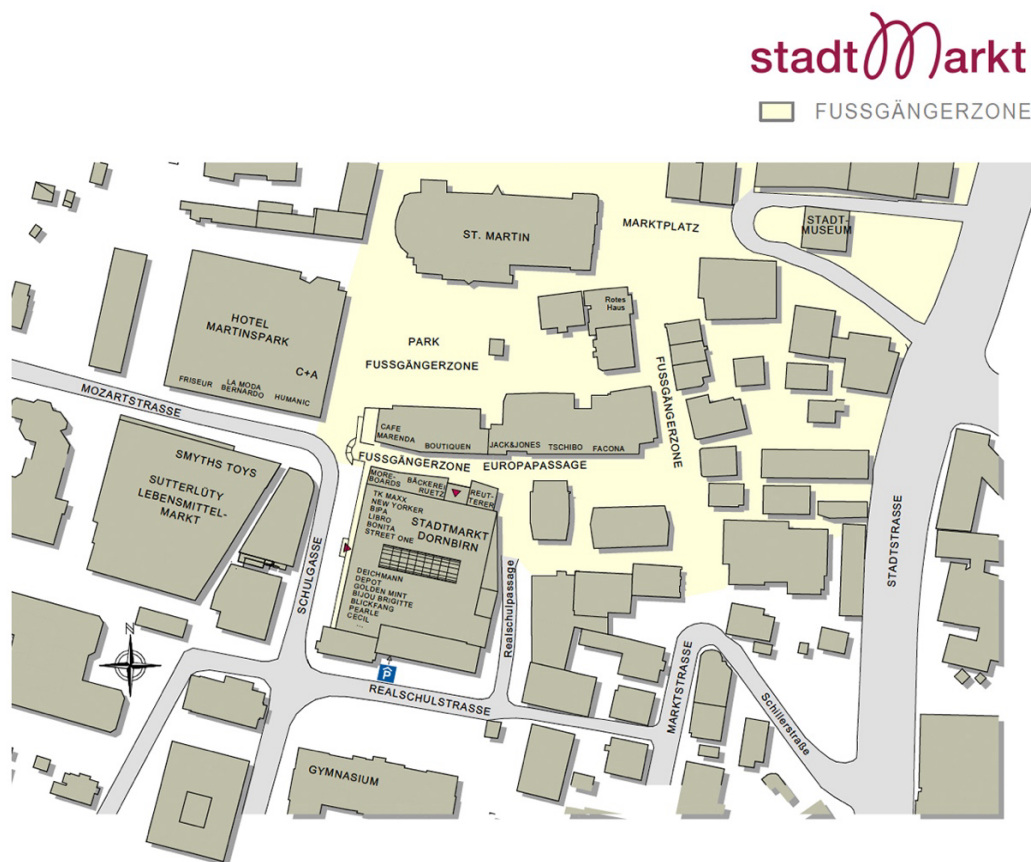 stadtMarkt
FUSSGÄNGERZONE
STADT-
MUSEUM
MARKTPLATZ
ST. MARTIN
Rotes
Haus
HOTEL
MARTINSPARK
C+A
FRISEUR
LA MODA
BERNARDO
HUMANIC
PARK
FUSSGÄNGERZONE
FUSSGÄNGERZONE
MOZARTSTRASSE
CAFE
MARENDA
BOUTIQUEN
JACK&JONES
TSCHIBO
FACONA
FUSSGÄNGERZONE EUROPAPASSAGE
SMYTHS TOYS
SUTTERLÜTY
LEBENSMITTEL-
MARKT
MORE-
BOARDS
BÄCKEREI
RUETZ
REUT-
TERER
TK MAXX
NEW YORKER
BIPA
LIBRO
BONITA
STREET ONE
STADTMARKT
DORNBIRN
DEICHMANN
DEPOT
GOLDEN MINT
BIJOU BRIGITTE
BLICKFANG
PEARLE
CECIL
...
SCHULGASSE
Realschulpassage
STADTSTRASSE
N
P
REALSCHULSTRASSE
MARKTSTRASSE
Schillerstraße
GYMNASIUM